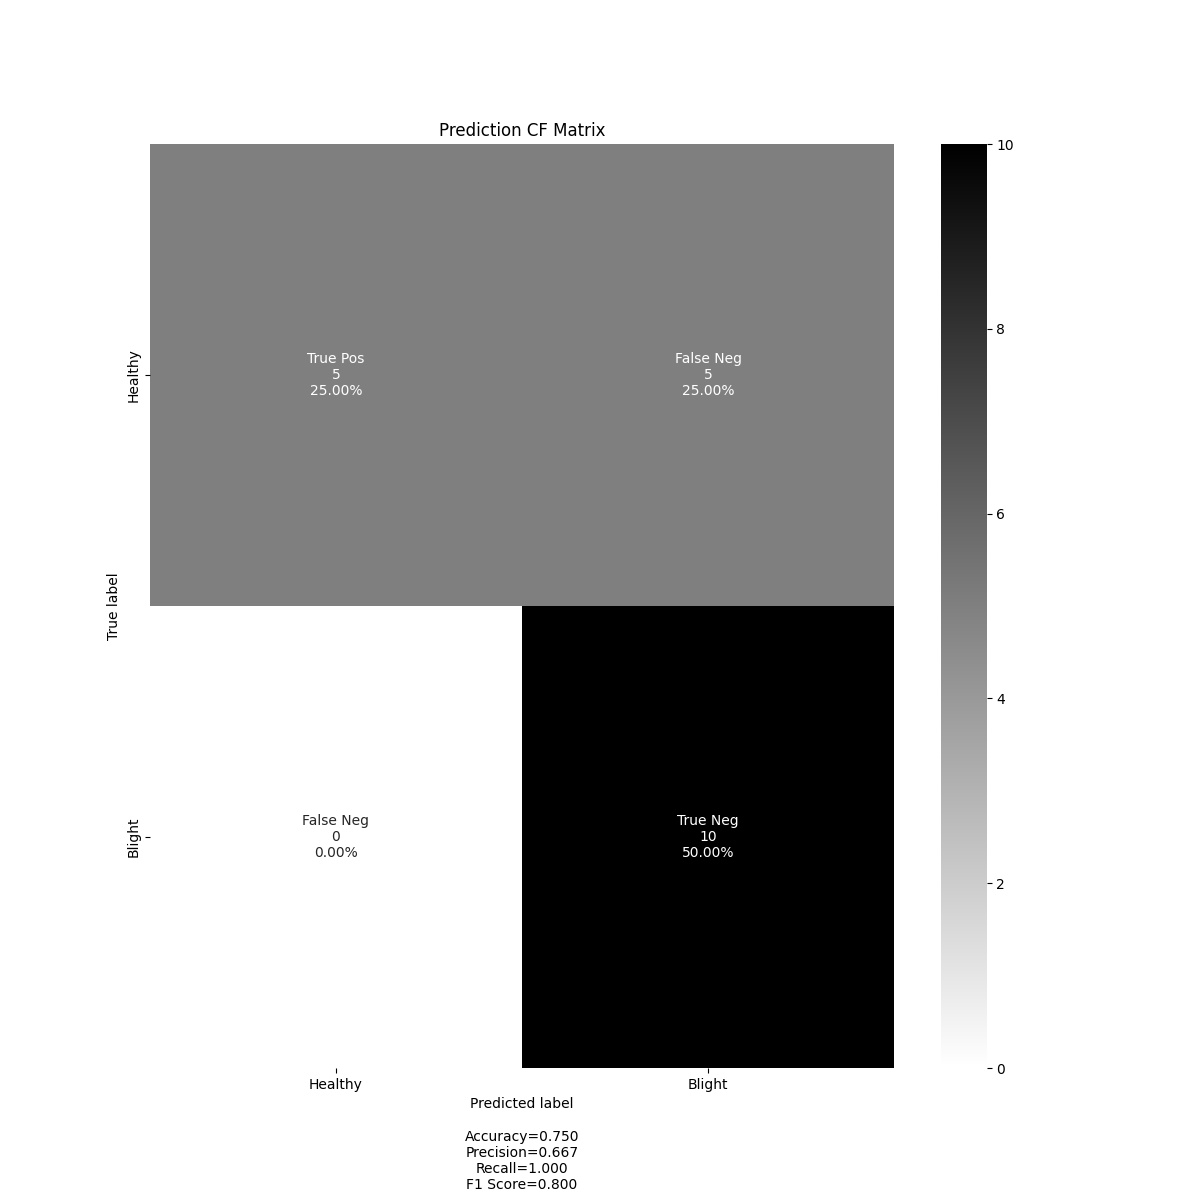 Prediction CF Matrix
True label
Healthy
True Pos
5
25.00%
False Neg
5
25.00%
Blight
False Neg
0
0.00%
True Neg
10
50.00%
Healthy
Blight
Predicted label
Accuracy=0.750
Precision=0.667
Recall=1.000
F1 Score=0.800
10
8
6
4
2
0